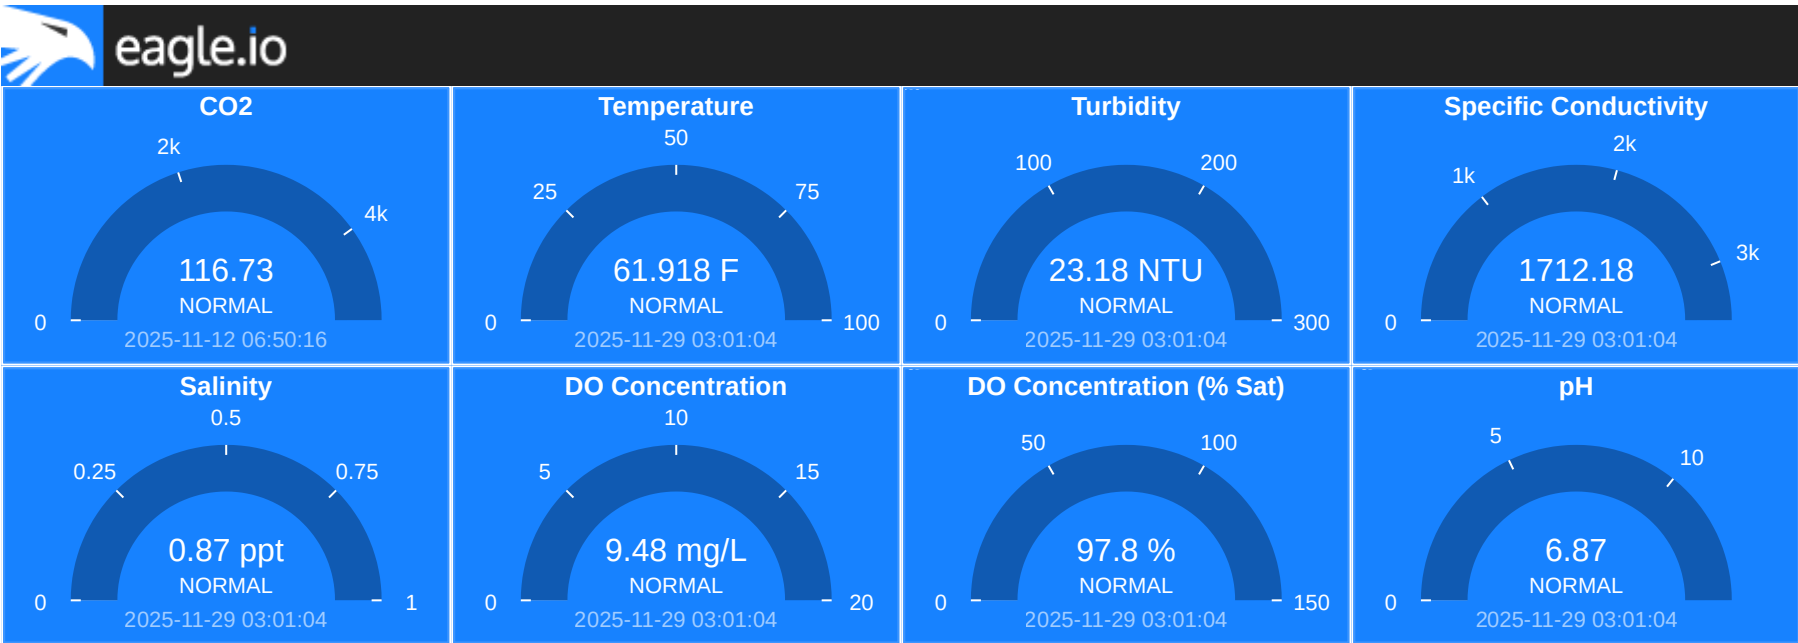 eagle.io
CO2
2k
4k
116.73
NORMAL
0
2025-11-12 06:50:16
Temperature
50
25
75
61.918 F
NORMAL
0
100
2025-11-29 03:01:04
Turbidity
100
200
23.18 NTU
NORMAL
0
300
2025-11-29 03:01:04
Specific Conductivity
2k
1k
3k
1712.18
NORMAL
0
2025-11-29 03:01:04
Salinity
0.5
0.25
0.75
0.87 ppt
NORMAL
0
1
2025-11-29 03:01:04
DO Concentration
10
5
15
9.48 mg/L
NORMAL
0
20
2025-11-29 03:01:04
DO Concentration (% Sat)
50
100
97.8 %
NORMAL
0
150
2025-11-29 03:01:04
pH
5
10
6.87
NORMAL
0
2025-11-29 03:01:04